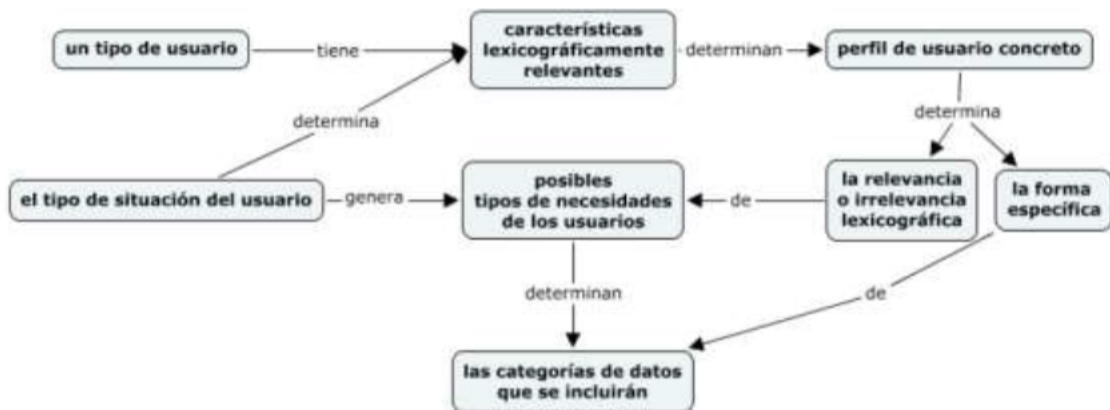 características
lexicográficamente
relevantes
un tipo de usuario
tiene
determinan
perfil de usuario concreto
determina
determina
el tipo de situación del usuario
genera
posibles
tipos de necesidades
de los usuarios
de
la relevancia
o irrelevancia
lexicográfica
la forma
específica
determinan
de
las categorías de datos
que se incluirán